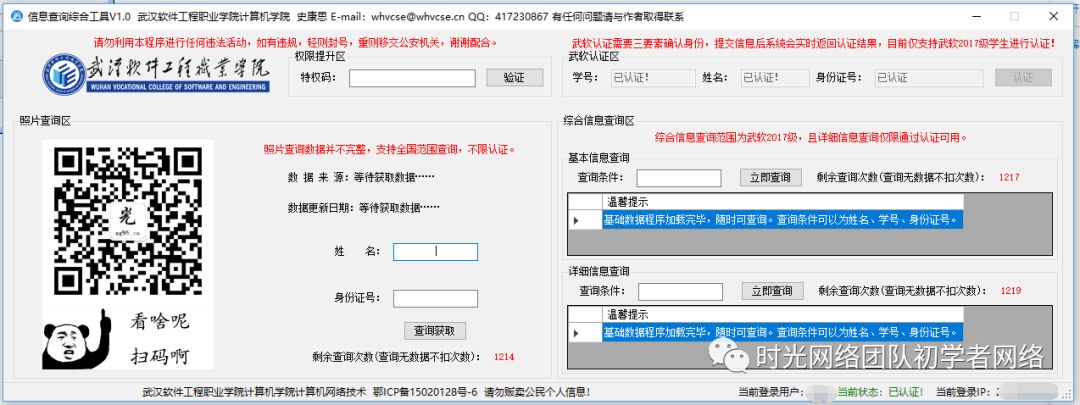 信息查询综合工具V1.0 武汉软件工程职业学院计算机学院 史康思 E-mail：whvcse@whvcse.cn QQ：417230867 有任何问题请与作者取得联系
请勿利用本程序进行任何违法活动，如有违规，轻则封号，重则移交公安机关，谢谢配合。
武汉软件工程职业学院
WUHAN VOCATIONAL COLLEGE OF SOFTWARE AND ENGINEERING
权限提升区
特权码：
验证
武软认证需要三要素确认身份，提交信息后系统会实时返回认证结果，目前仅支持武软2017级学生进行认证！
武软认证区
学号： 已认证！ 姓名： 已认证！ 身份证号： 已认证 认证
照片查询区
照片查询数据并不完整，支持全国范围查询，不限认证。
数 据 来 源：等待获取数据……
数据更新日期：等待获取数据……
姓 名：
身份证号：
查询获取
剩余查询次数(查询无数据不扣次数)： 1214
光
sg95.cn
看啥呢
扫码啊
综合信息查询区
综合信息查询范围为武软2017级，且详细信息查询仅限通过认证可用。
基本信息查询
查询条件： 立即查询 剩余查询次数(查询无数据不扣次数)： 1217
温馨提示
基础数据程序加载完毕，随时可查询。查询条件可以为姓名、学号、身份证号。
详细信息查询
查询条件： 立即查询 剩余查询次数(查询无数据不扣次数)： 1219
温馨提示
基础数据程序加载完毕，随时可查询。查询条件可以为姓名、学号、身份证号。
时光网络团队初学者网络
武汉软件工程职业学院计算机学院计算机网络技术 鄂ICP备15020128号-6 请勿贩卖公民个人信息！
当前登录用户： 当前状态：已认证！ 当前登录IP：